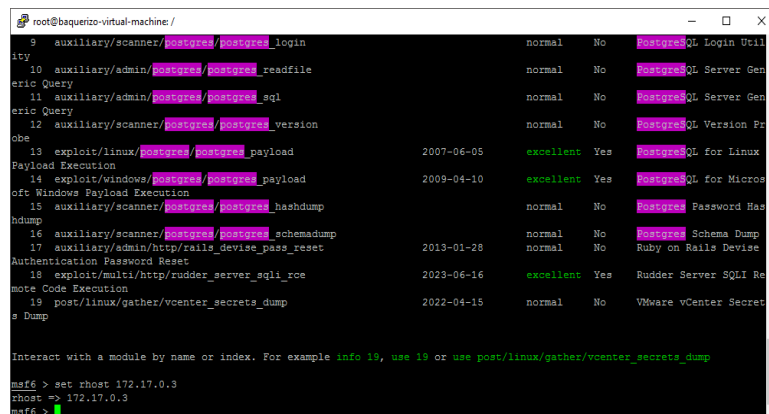 root@baquerizo-virtual-machine: /
9 auxiliary/scanner/postgres/postgres_login normal No PostgreSQL Login Util
ity
10 auxiliary/admin/postgres/postgres_readfile normal No PostgreSQL Server Gen
eric Query
11 auxiliary/admin/postgres/postgres_sql normal No PostgreSQL Server Gen
eric Query
12 auxiliary/scanner/postgres/postgres_version normal No PostgreSQL Version Pr
obe
13 exploit/linux/postgres/postgres_payload 2007-06-05 excellent Yes PostgreSQL for Linux
Payload Execution
14 exploit/windows/postgres/postgres_payload 2009-04-10 excellent Yes PostgreSQL for Micros
oft Windows Payload Execution
15 auxiliary/scanner/postgres/postgres_hashdump normal No Postgres Password Has
hdump
16 auxiliary/scanner/postgres/postgres_schemadump normal No Postgres Schema Dump
17 auxiliary/admin/http/rails_devise_pass_reset 2013-01-28 normal No Ruby on Rails Devise
Authentication Password Reset
18 exploit/multi/http/rudder_server_sqli_rce 2023-06-16 excellent Yes Rudder Server SQLI Re
mote Code Execution
19 post/linux/gather/vcenter_secrets_dump 2022-04-15 normal No VMware vCenter Secret
s Dump
Interact with a module by name or index. For example info 19, use 19 or use post/linux/gather/vcenter_secrets_dump
msf6 > set rhost 172.17.0.3
rhost => 172.17.0.3
msf6 >